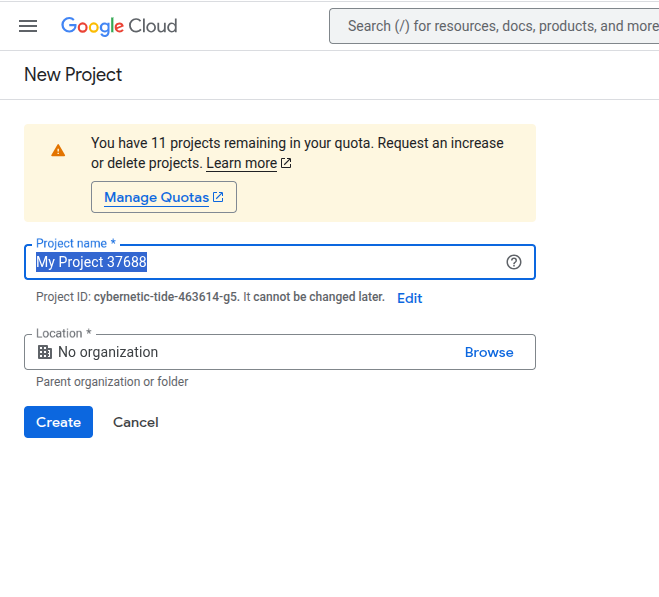 Google Cloud
Search (/) for resources, docs, products, and more
New Project
You have 11 projects remaining in your quota. Request an increase
or delete projects. Learn more
Manage Quotas
Project name *
My Project 37688
Project ID: cybernetic-tide-463614-g5. It cannot be changed later. Edit
Location *
No organization Browse
Parent organization or folder
Create Cancel